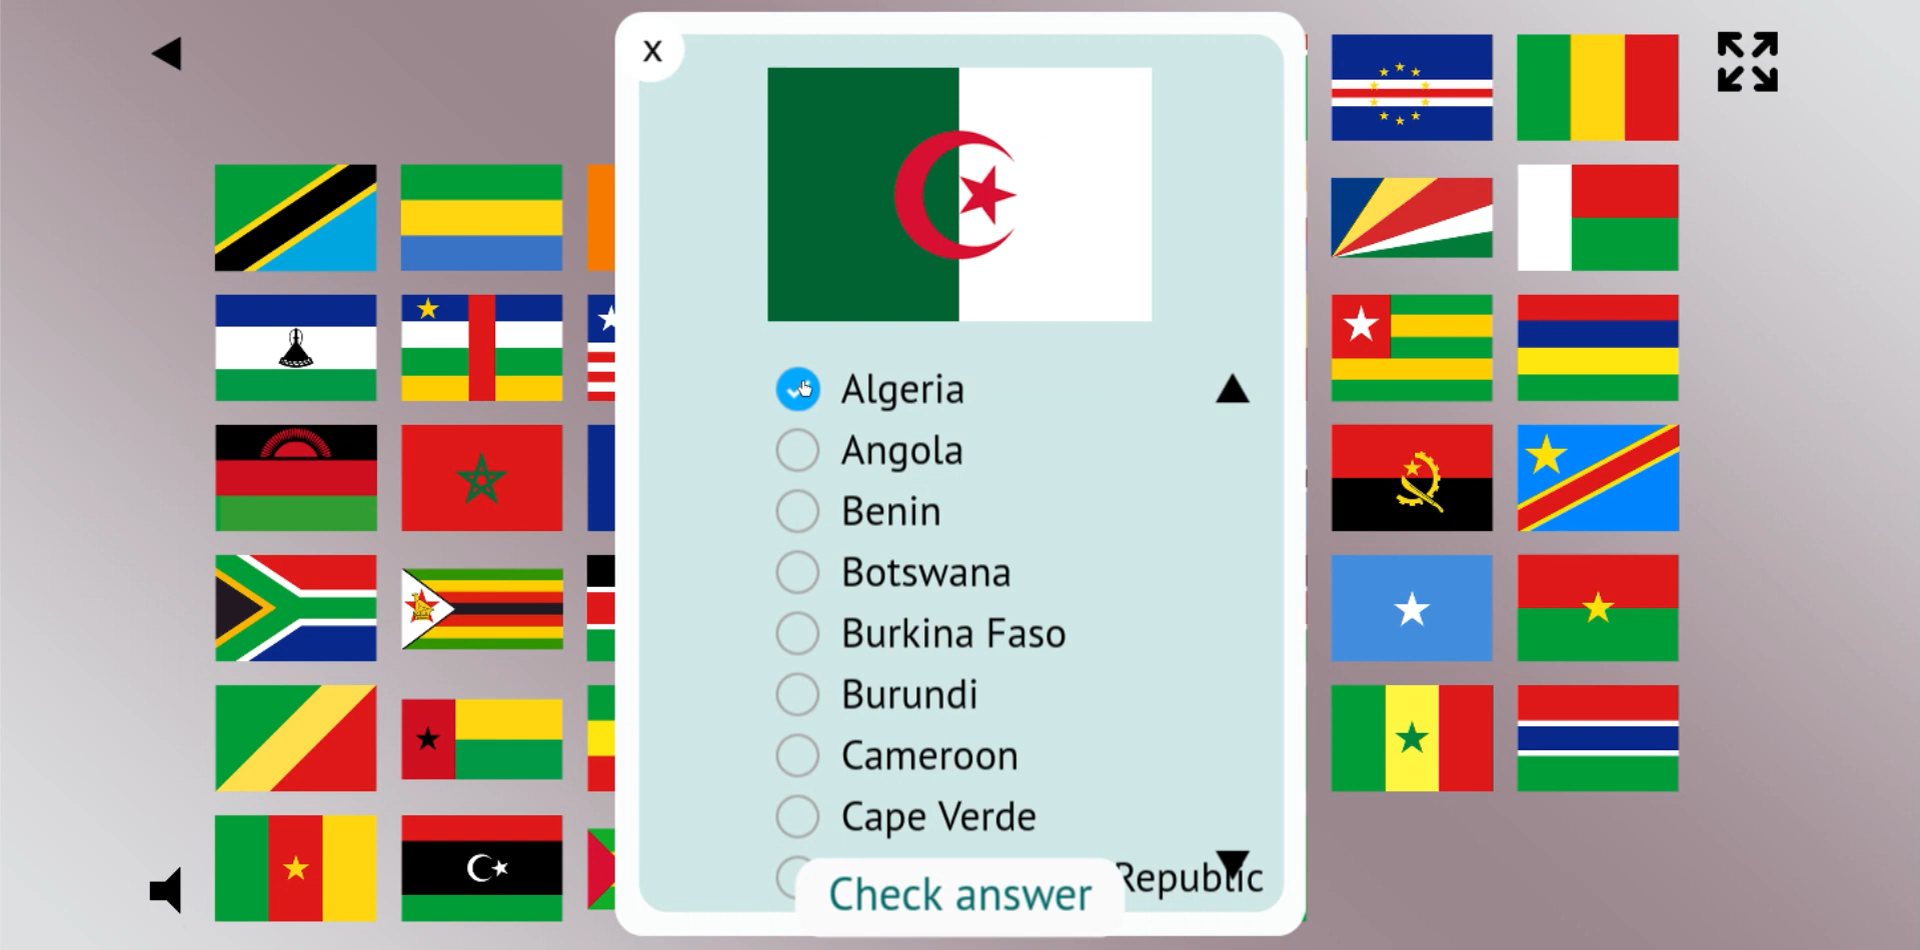 X
Algeria
Angola
Benin
Botswana
Burkina Faso
Burundi
Cameroon
Cape Verde
Republic
Check answer